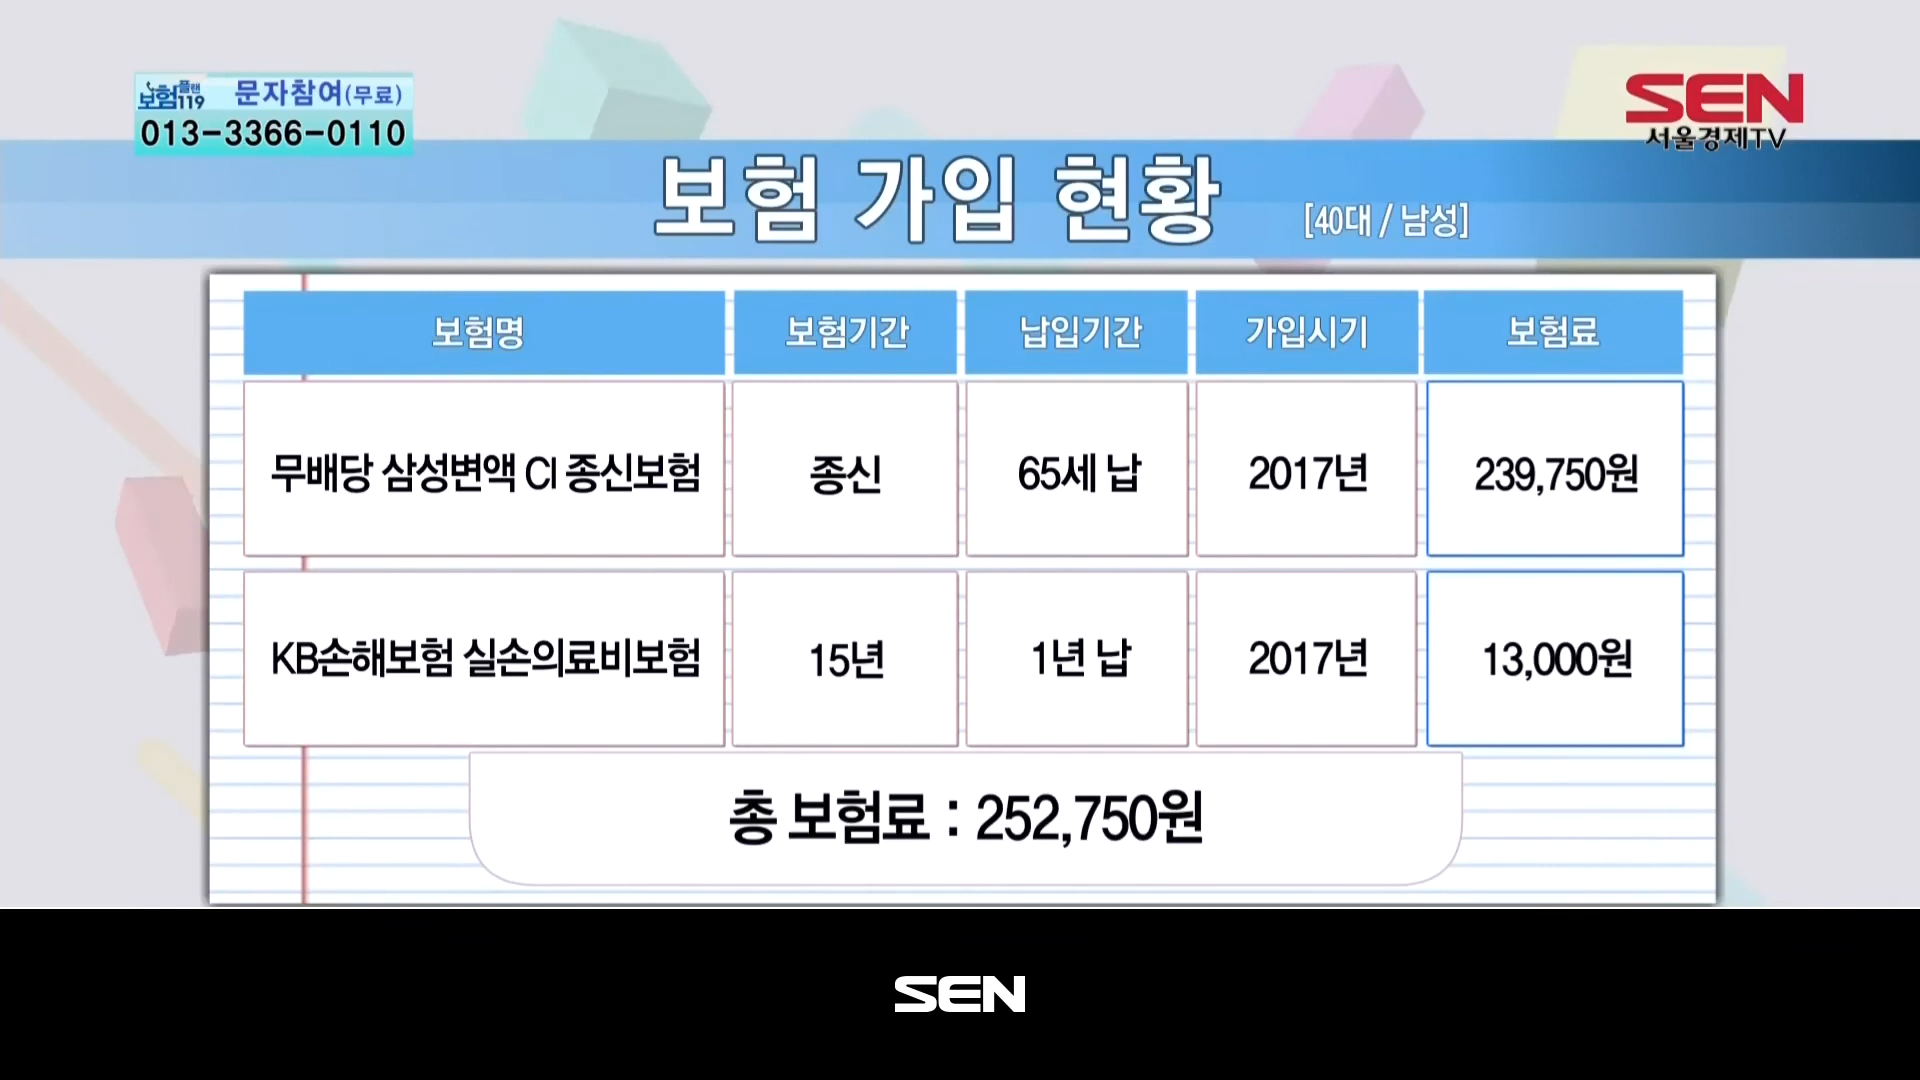 보험플랜119 문자참여(무료)
013-3366-0110
SEN
서울경제TV
보험 가입 현황 [40대 / 남성]
보험명 보험기간 납입기간 가입시기 보험료
무배당 삼성변액 CI 종신보험 종신 65세 납 2017년 239,750원
KB손해보험 실손의료비보험 15년 1년 납 2017년 13,000원
총 보험료 : 252,750원
SEN